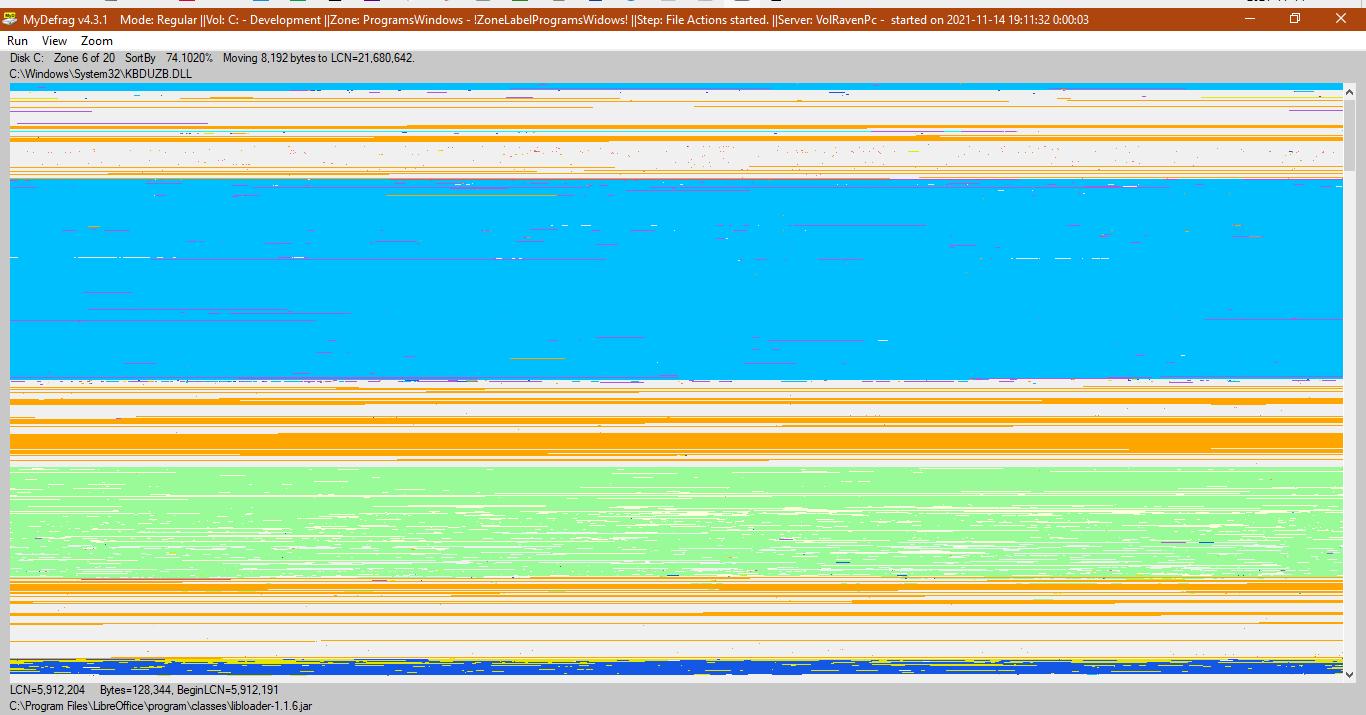 MyDefrag v4.3.1 Mode: Regular ||Vol: C: - Development ||Zone: ProgramsWindows - !ZoneLabelProgramsWidows! ||Step: File Actions started. ||Server: VolRavenPc - started on 2021-11-14 19:11:32 0:00:03
Run View Zoom
Disk C: Zone 6 of 20 SortBy 74.1020% Moving 8,192 bytes to LCN=21,680,642.
C:\Windows\System32\KBDUZB.DLL
LCN=5,912,204 Bytes=128,344, BeginLCN=5,912,191
C:\Program Files\LibreOffice\program\classes\libloader-1.1.6.jar